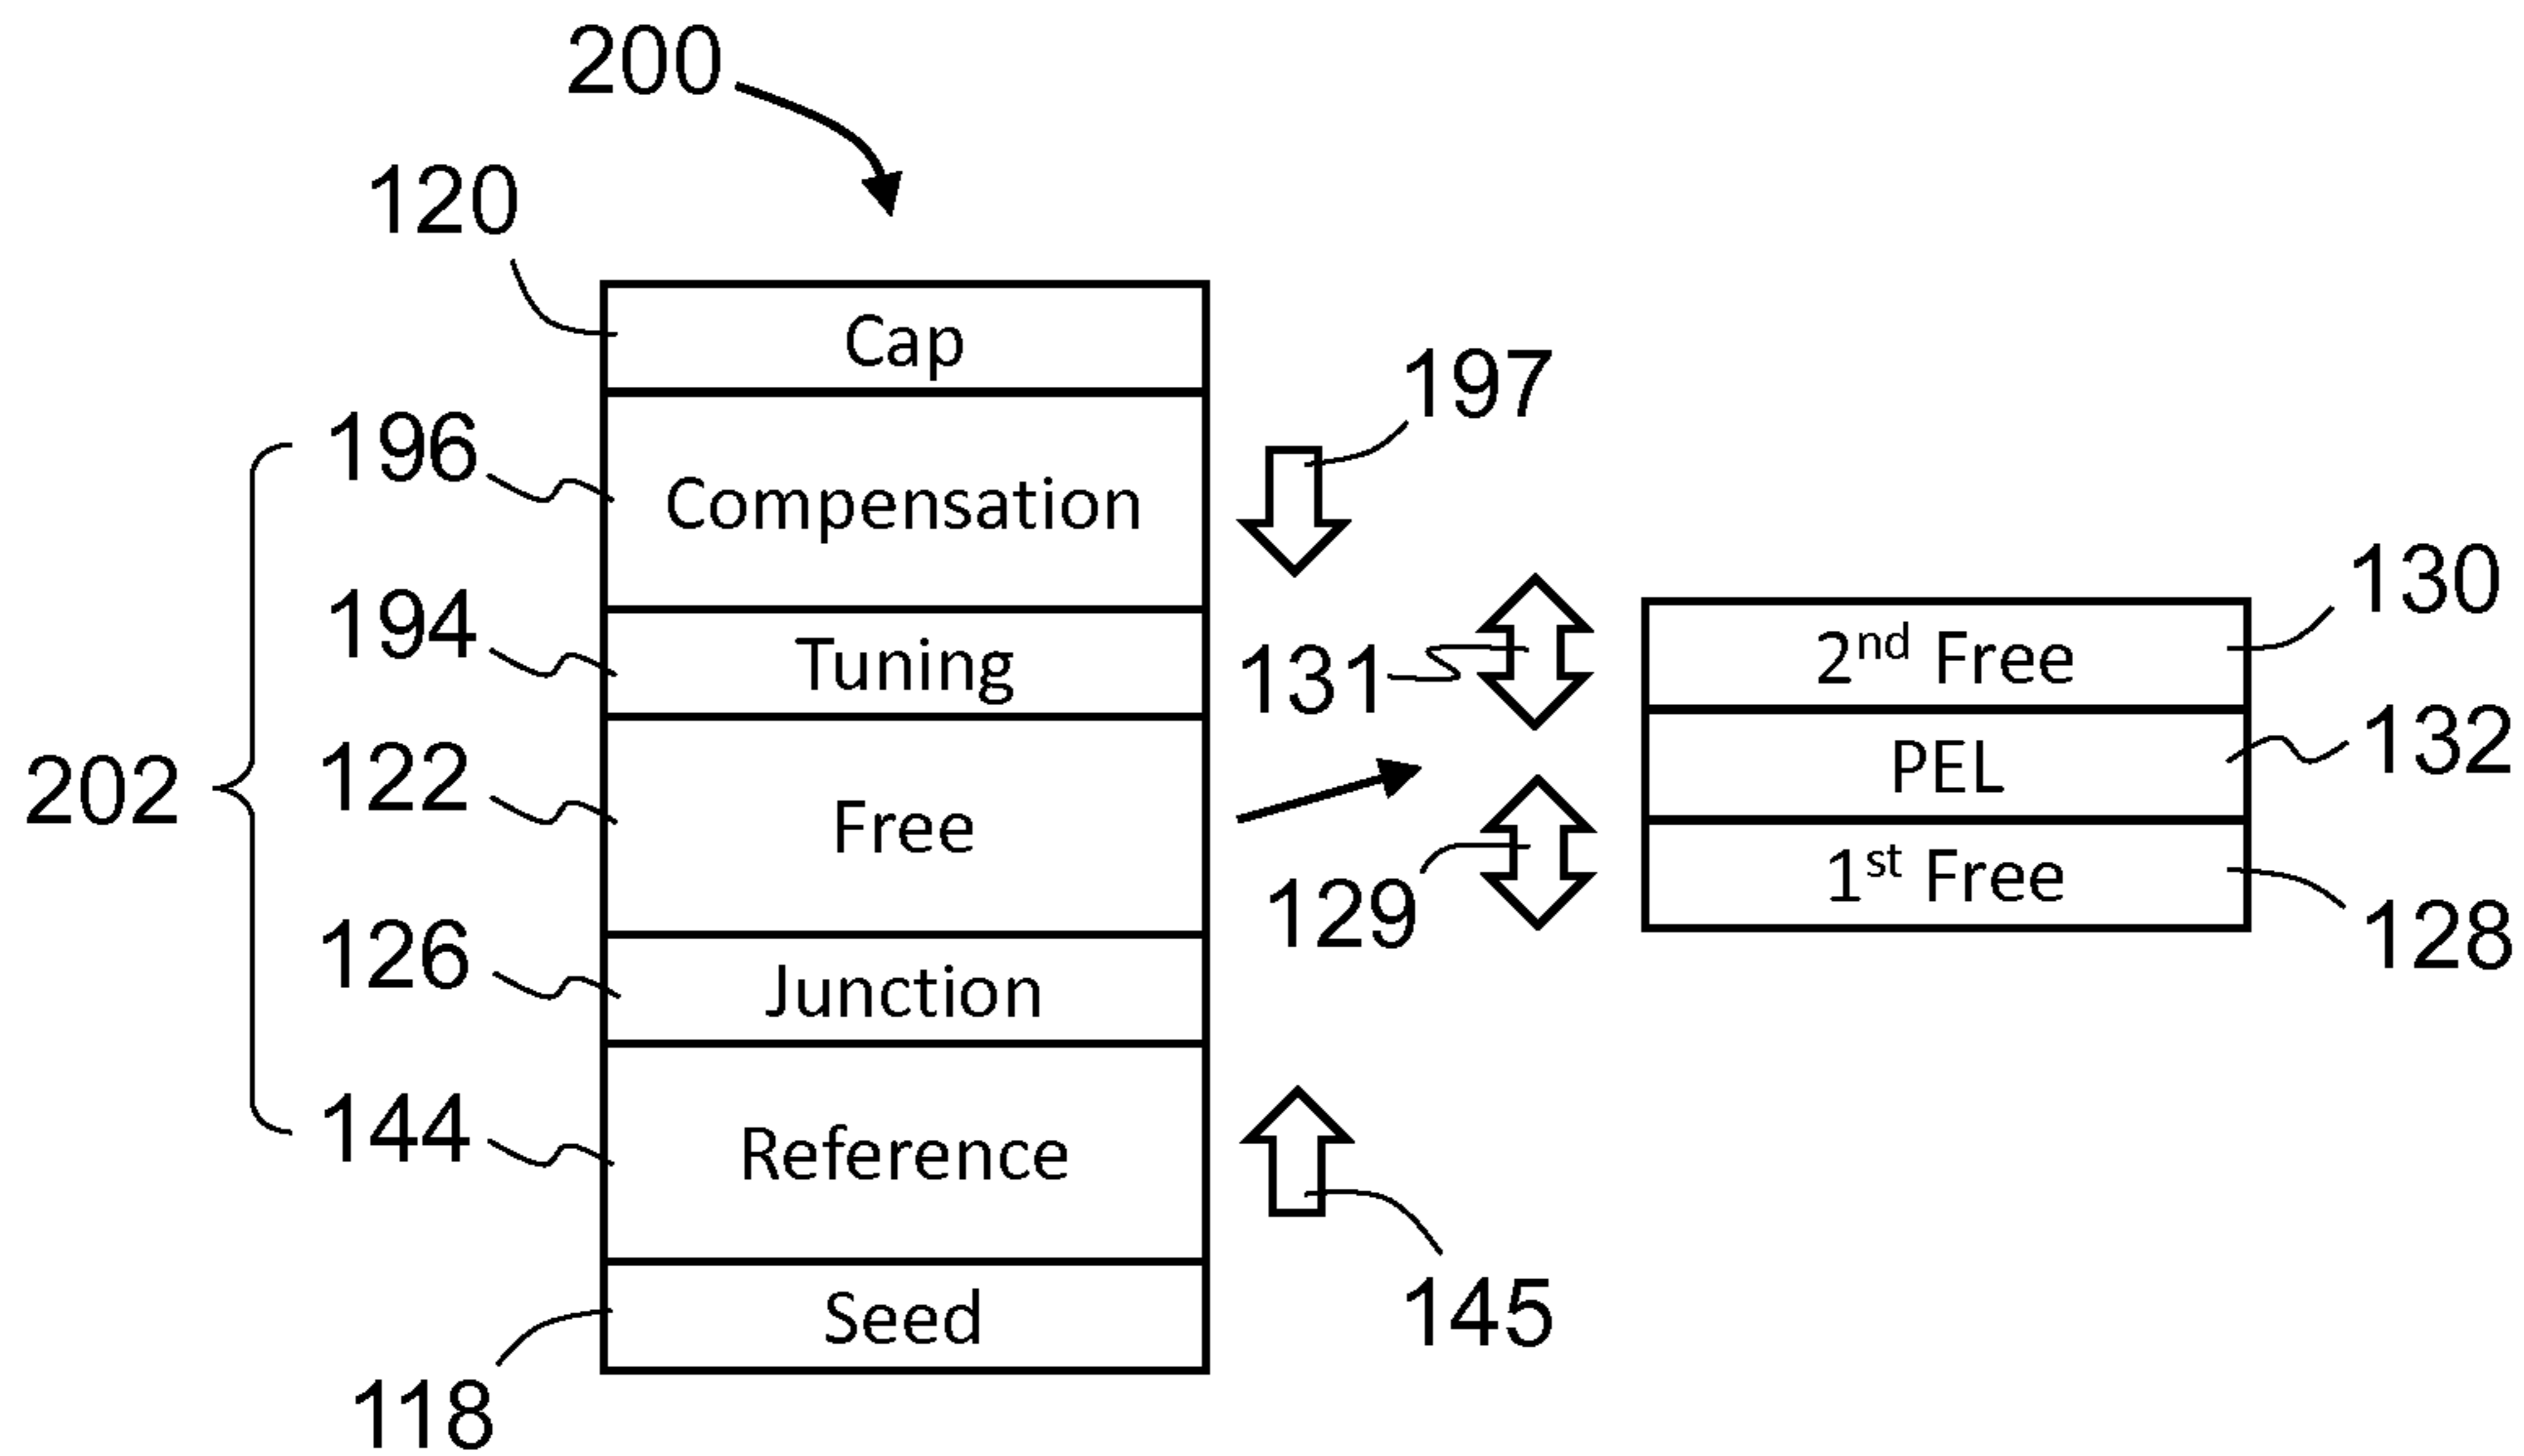 200
120
Cap
197
196
Compensation
130
2nd Free
194
Tuning
131
132
PEL
122
Free
202
129
1st Free
128
126
Junction
144
Reference
145
Seed
118